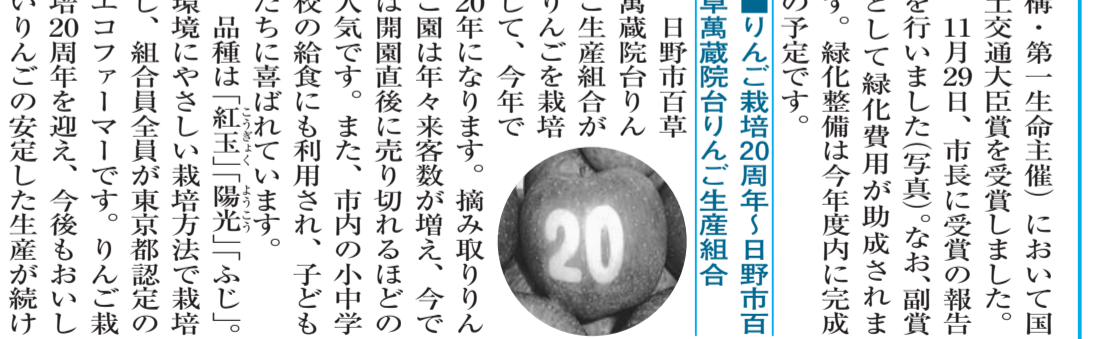 構・第一生命主催）において国
土交通大臣賞を受賞しました。
11月29日、市長に受賞の報告
を行いました（写真）。なお、副賞
として緑化費用が助成されま
す。緑化整備は今年度内に完成
の予定です。
■りんご栽培20周年～日野市百
草萬蔵院台りんご生産組合
日野市百草
萬蔵院台りん
ご生産組合が
りんごを栽培
して、今年で
20年になります。摘み取りりん
ご園は年々来客数が増え、今で
は開園直後に売り切れるほどの
人気です。また、市内の小中学
校の給食にも利用され、子ども
たちに喜ばれています。
品種は「紅玉」「陽光」「ふじ」。
こうぎょく
ようこう
環境にやさしい栽培方法で栽培
し、組合員全員が東京都認定の
エコファーマーです。りんご栽
培20周年を迎え、今後もおいし
いりんごの安定した生産が続け
20